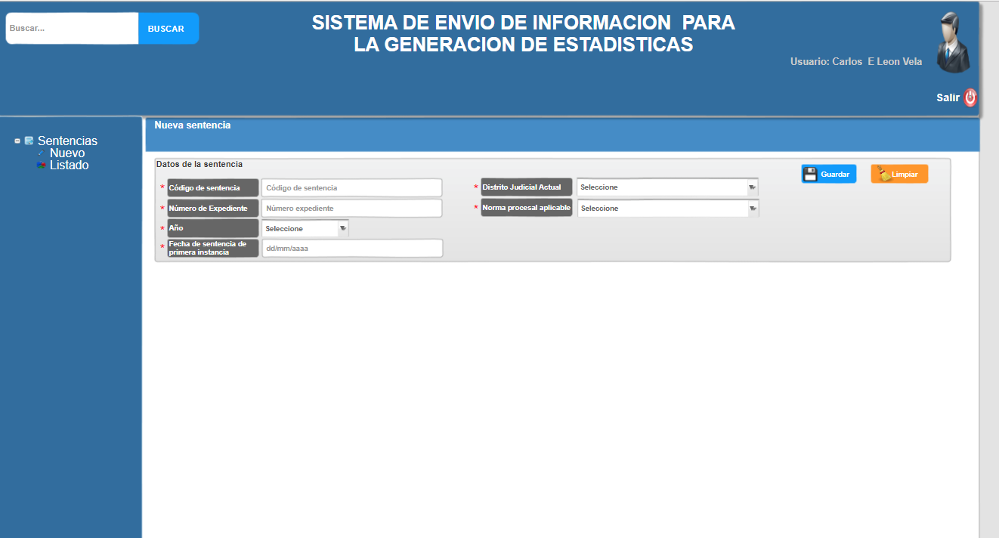 Buscar...
BUSCAR
SISTEMA DE ENVIO DE INFORMACION PARA
LA GENERACION DE ESTADISTICAS
Usuario: Carlos E Leon Vela
Salir
Sentencias
Nuevo
Listado
Nueva sentencia
Datos de la sentencia
Guardar
Limpiar
* Código de sentencia
Código de sentencia
* Distrito Judicial Actual
Seleccione
* Número de Expediente
Número expediente
* Norma procesal aplicable
Seleccione
* Año
Seleccione
* Fecha de sentencia de
primera instancia
dd/mm/aaaa